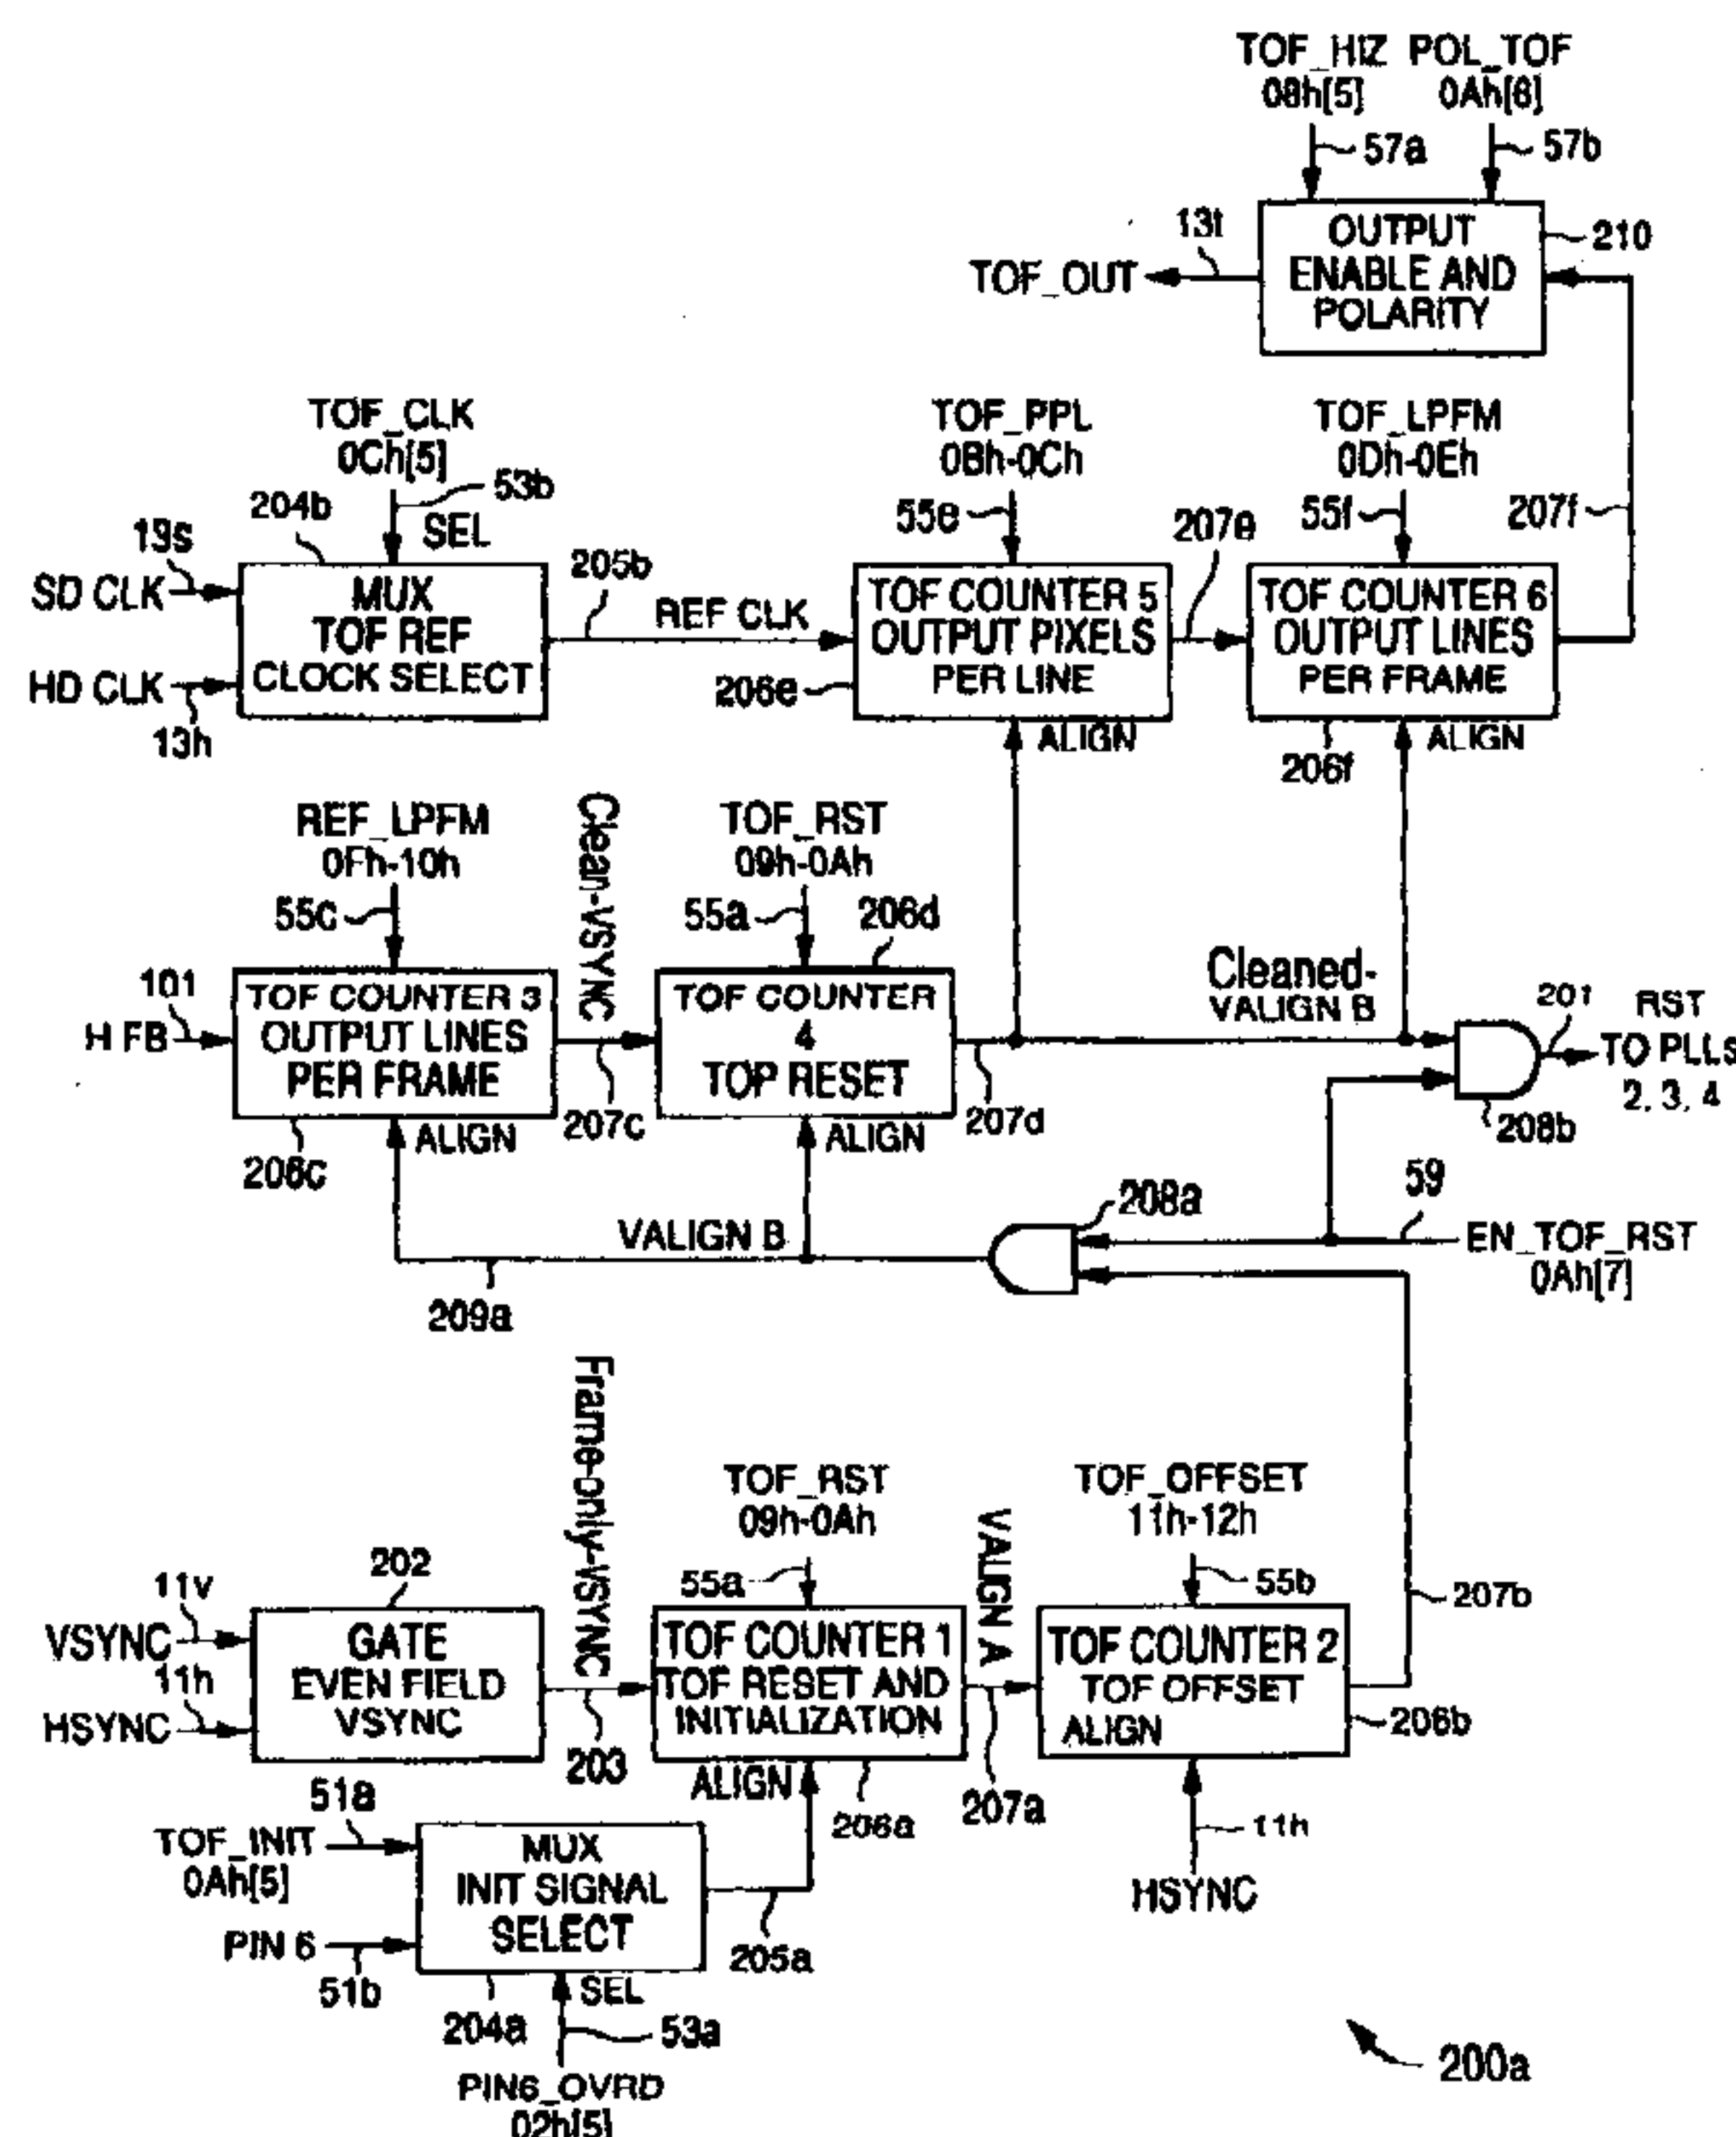 TOF_HIZ POL_TOF
08h[5] 0Ah[6]
57a 57b
13t
OUTPUT
ENABLE AND
POLARITY
210
TOF_OUT
TOF_CLK
0Ch[5]
53b
SEL
204b
13s
SD CLK
MUX
TOF REF
CLOCK SELECT
HD CLK
13h
205b
REF CLK
TOF_PPL
0Bh-0Ch
55e
207e
TOF COUNTER 5
OUTPUT PIXELS
PER LINE
206e
ALIGN
TOF_LPFM
0Dh-0Eh
55f
207f
TOF COUNTER 6
OUTPUT LINES
PER FRAME
206f
ALIGN
REF_LPFM
0Fh-10h
55c
101
H FB
TOF COUNTER 3
OUTPUT LINES
PER FRAME
206c
ALIGN
Clean-VSYNC
207c
TOF_RST
09h-0Ah
55a
206d
TOF COUNTER
4
TOP RESET
ALIGN
207d
Cleaned-
VALIGN B
201
RST
TO PLLs
2, 3, 4
208b
208a
59
EN_TOF_RST
0Ah[7]
VALIGN B
209a
207b
Frame-only-VSYNC
TOF_RST
09h-0Ah
55a
VALIGN A
TOF_OFFSET
11h-12h
55b
202
11v
VSYNC
11h
HSYNC
GATE
EVEN FIELD
VSYNC
203
TOF COUNTER 1
TOF RESET AND
INITIALIZATION
ALIGN
206a
207a
TOF COUNTER 2
TOF OFFSET
ALIGN
206b
11h
HSYNC
51a
TOF_INIT
0Ah[5]
PIN 6
51b
MUX
INIT SIGNAL
SELECT
205a
204a
SEL
53a
PIN6_OVRD
02h[5]
200a